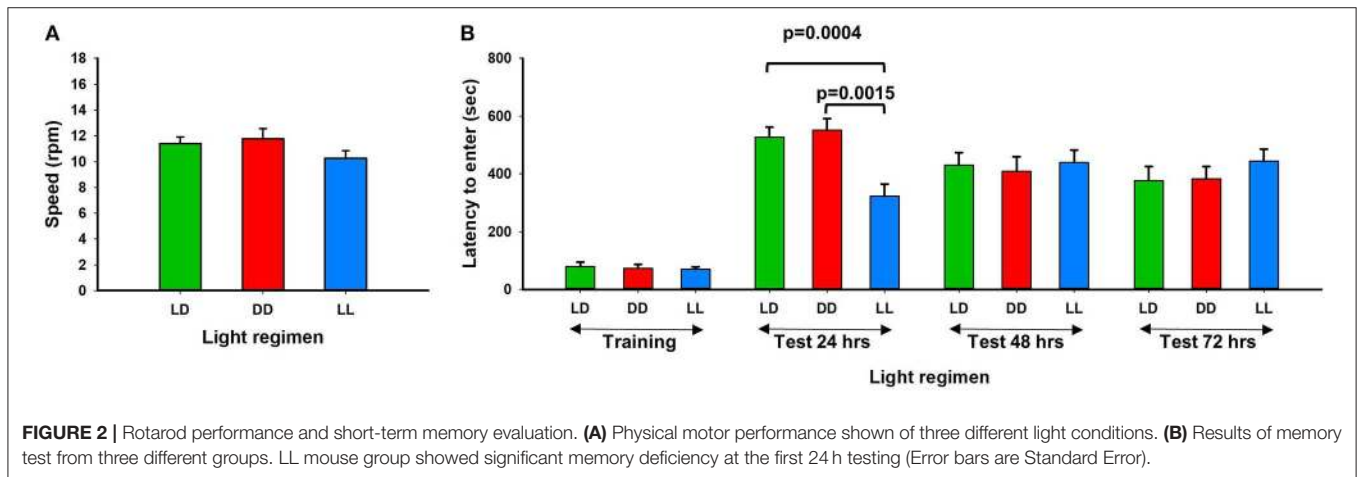 A
18
16
14
12
10
8
6
4
2
0
Speed (rpm)
LD DD LL
Light regimen
B
800
600
400
200
0
Latency to enter (sec)
p=0.0004
p=0.0015
LD DD LL LD DD LL LD DD LL LD DD LL
Training Test 24 hrs Test 48 hrs Test 72 hrs
Light regimen
FIGURE 2 | Rotarod performance and short-term memory evaluation. (A) Physical motor performance shown of three different light conditions. (B) Results of memory
test from three different groups. LL mouse group showed significant memory deficiency at the first 24 h testing (Error bars are Standard Error).